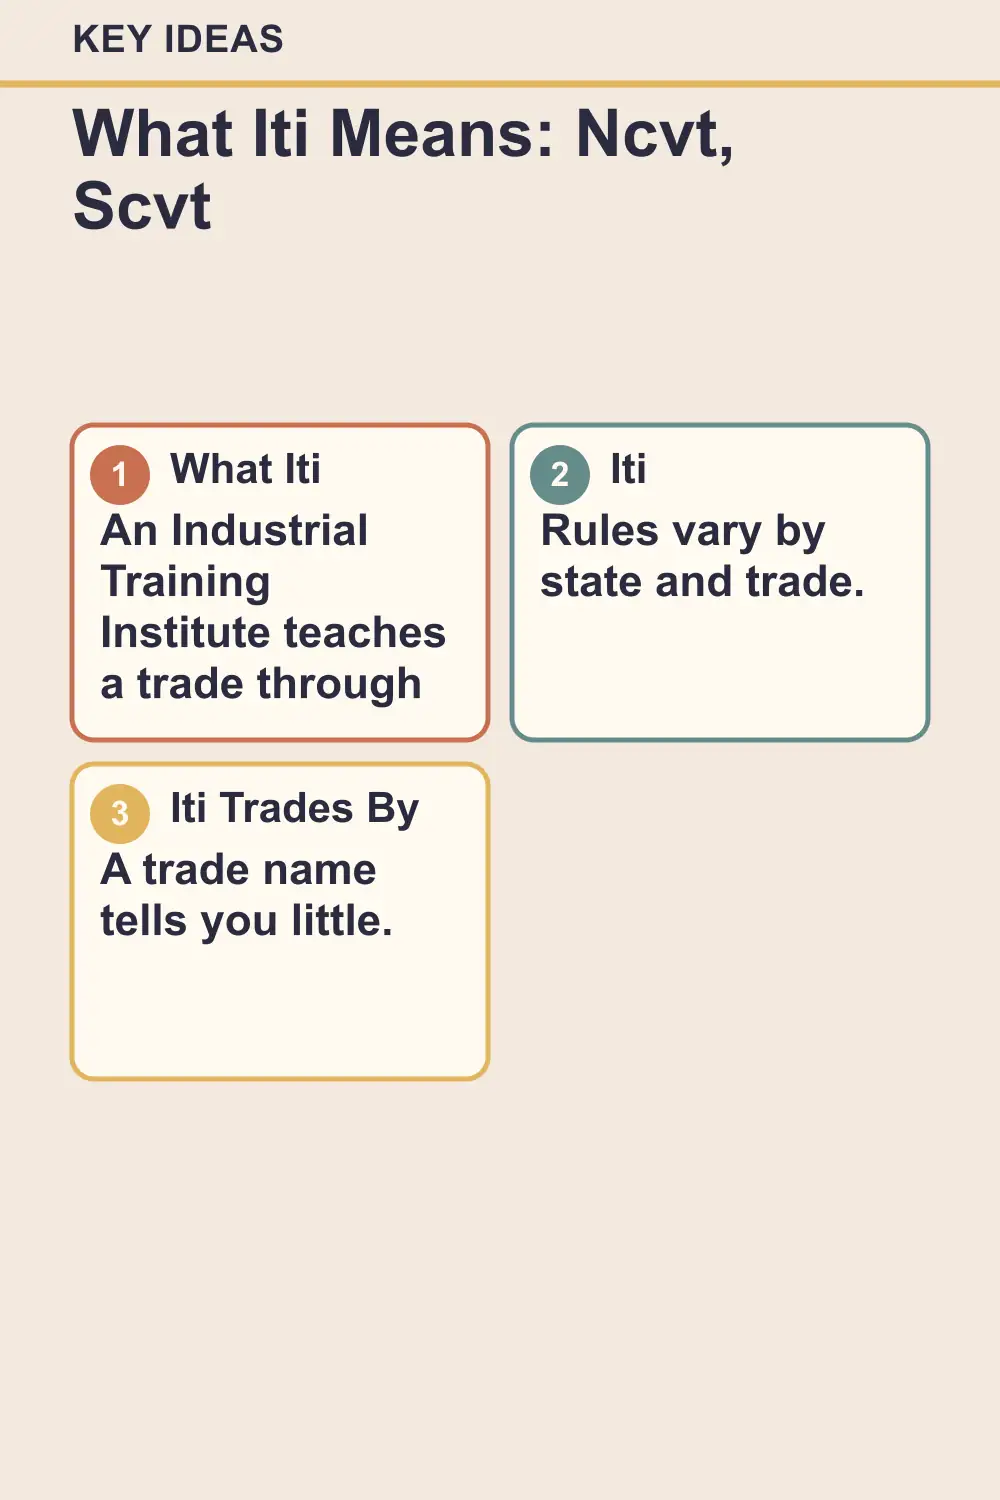 KEY IDEAS
What Iti Means: Ncvt,
Scvt
1 What Iti
An Industrial
Training
Institute teaches
a trade through
2 Iti
Rules vary by
state and trade.
3 Iti Trades By
A trade name
tells you little.